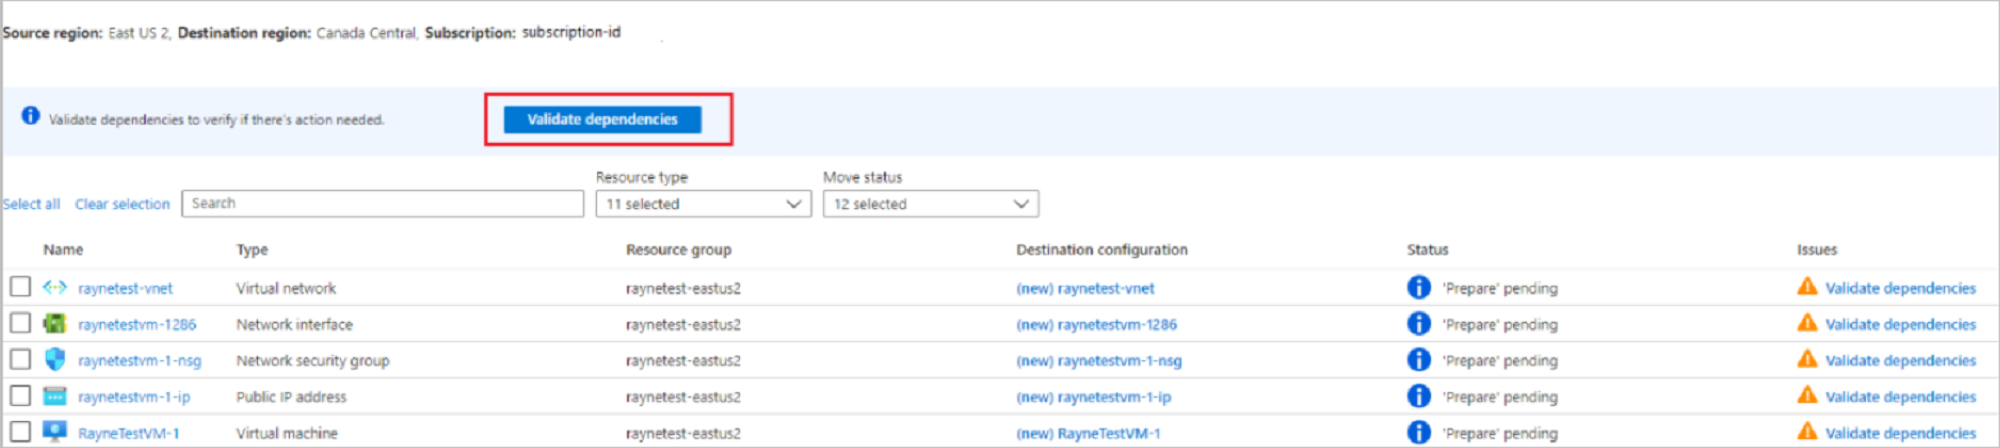 Source region: East US 2, Destination region: Canada Central, Subscription: subscription-id
Validate dependencies to verify if there's action needed. Validate dependencies
Resource type Move status
Select all Clear selection Search 11 selected 12 selected
Name Type Resource group Destination configuration Status Issues
raynetest-vnet Virtual network raynetest-eastus2 (new) raynetest-vnet 'Prepare' pending Validate dependencies
raynetestvm-1286 Network interface raynetest-eastus2 (new) raynetestvm-1286 'Prepare' pending Validate dependencies
raynetestvm-1-nsg Network security group raynetest-eastus2 (new) raynetestvm-1-nsg 'Prepare' pending Validate dependencies
raynetestvm-1-ip Public IP address raynetest-eastus2 (new) raynetestvm-1-ip 'Prepare' pending Validate dependencies
RayneTestVM-1 Virtual machine raynetest-eastus2 (new) RayneTestVM-1 'Prepare' pending Validate dependencies